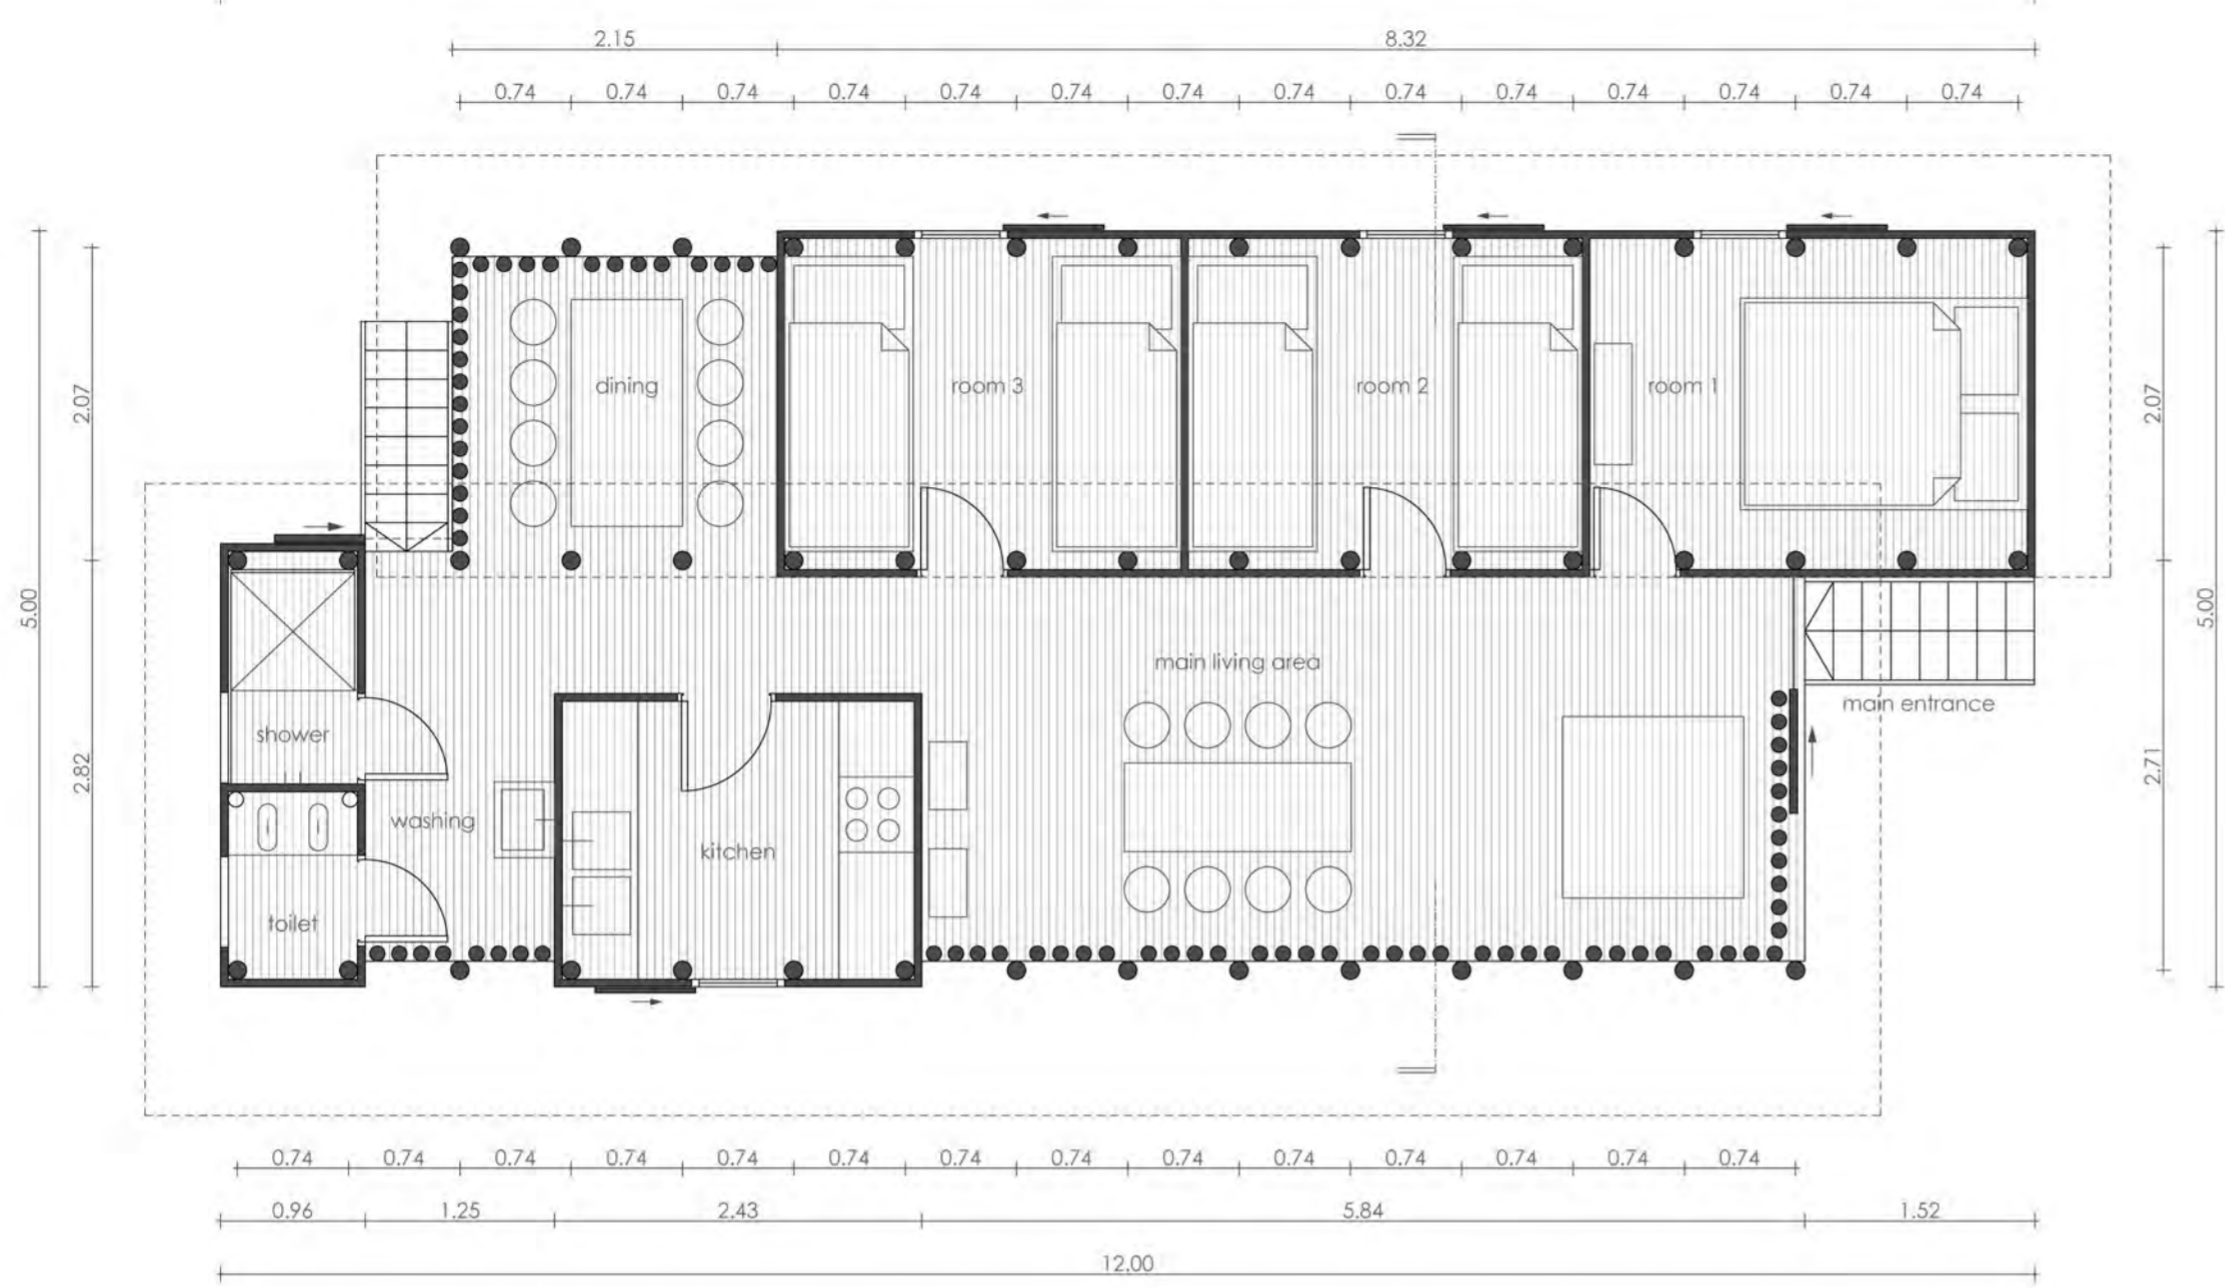 2.15 8.32
0.74 0.74 0.74 0.74 0.74 0.74 0.74 0.74 0.74 0.74 0.74 0.74 0.74 0.74
2.07
5.00
2.82
dining
room 3
room 2
room 1
2.07
5.00
2.71
main living area
main entrance
shower
washing
kitchen
toilet
0.74 0.74 0.74 0.74 0.74 0.74 0.74 0.74 0.74 0.74 0.74 0.74 0.74 0.74
0.96 1.25 2.43 5.84 1.52
12.00